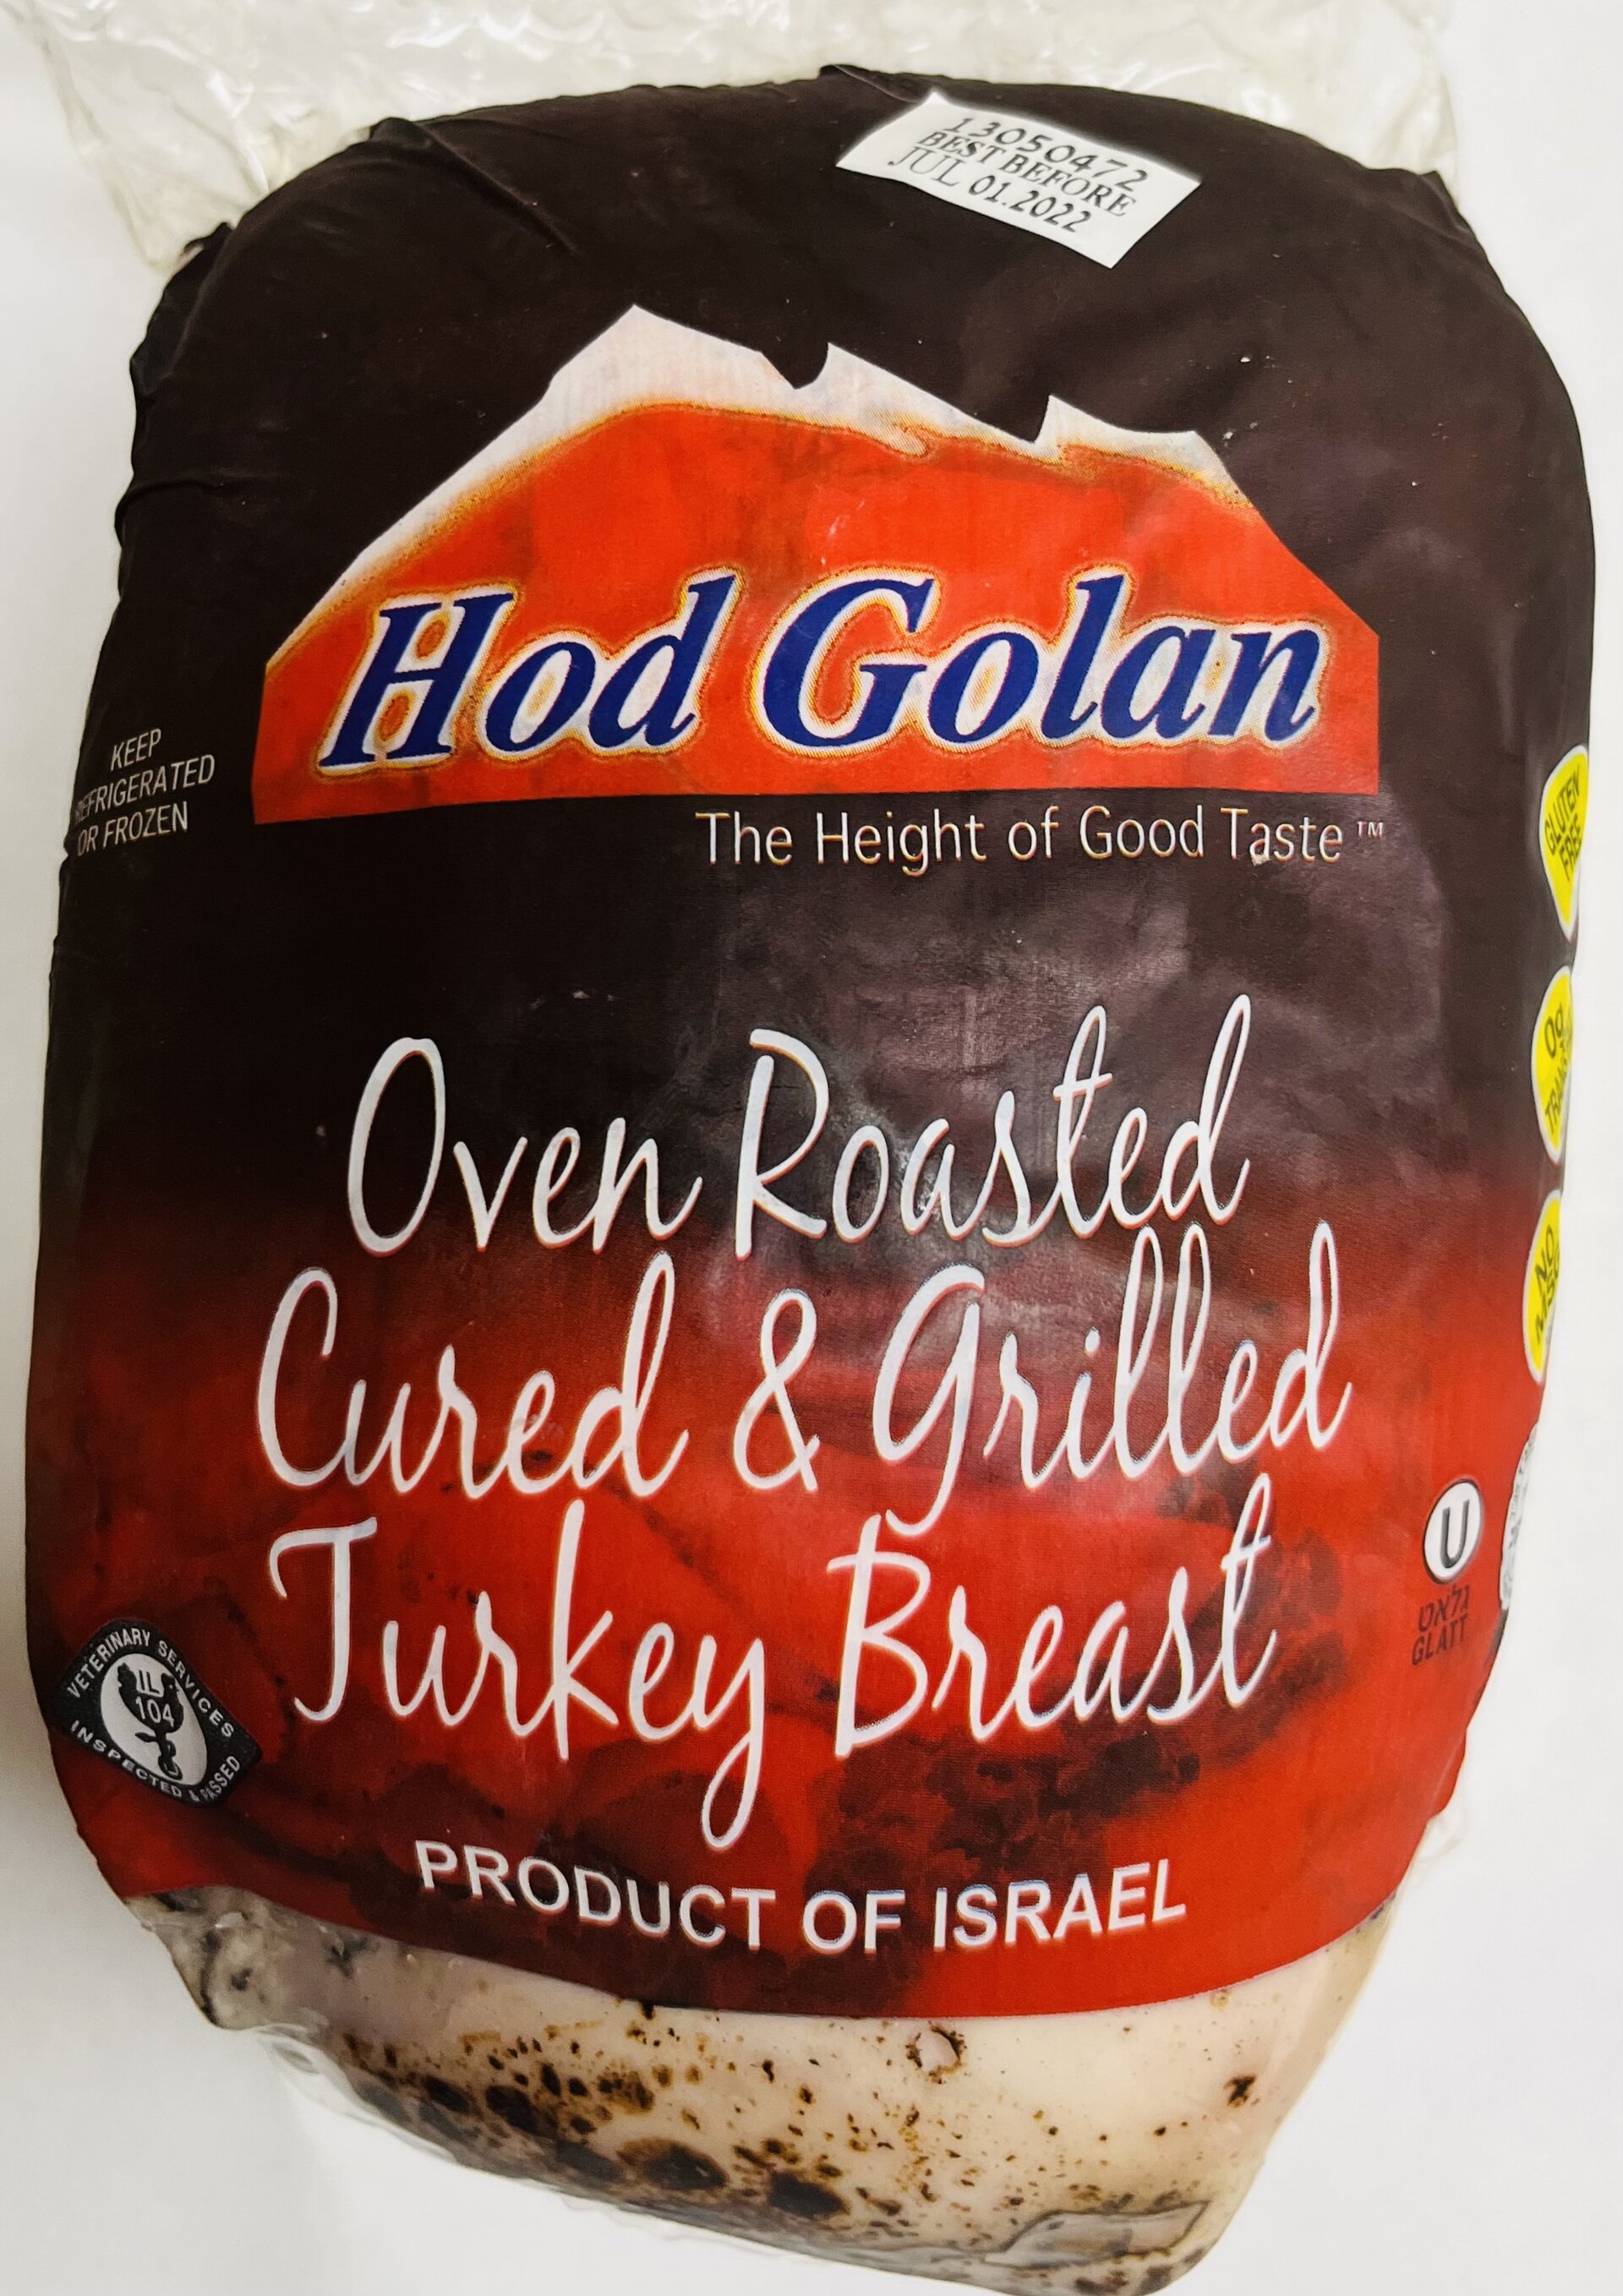 13050472
BEST BEFORE
JUL 01.2022
Hod Golan
The Height of Good Taste™
KEEP
REFRIGERATED
OR FROZEN
GLUTEN
FREE
0g
NO
MSG
Oven Roasted
Cured & Grilled
Turkey Breast
U
גלאט
GLATT
VETERINARY SERVICES
IL
104
INSPECTED & PASSED
PRODUCT OF ISRAEL